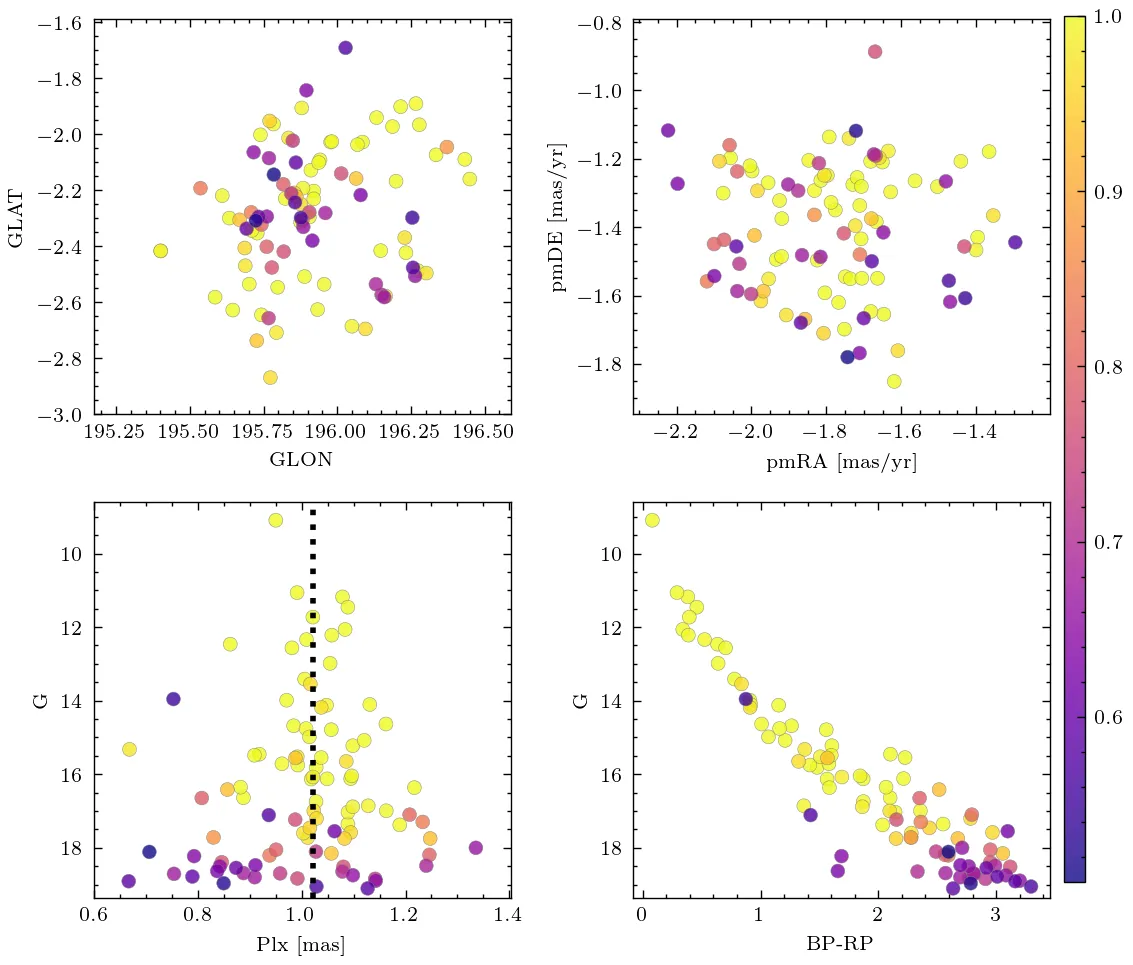 −1.6
−1.8
−2.0
−2.2
−2.4
−2.6
−2.8
−3.0
GLAT
195.25 195.50 195.75 196.00 196.25 196.50
GLON
−0.8
−1.0
−1.2
−1.4
−1.6
−1.8
pmDE [mas/yr]
−2.2 −2.0 −1.8 −1.6 −1.4
pmRA [mas/yr]
1.0
0.9
0.8
0.7
0.6
10
12
14
16
18
G
0.6 0.8 1.0 1.2 1.4
Plx [mas]
10
12
14
16
18
G
0 1 2 3
BP-RP